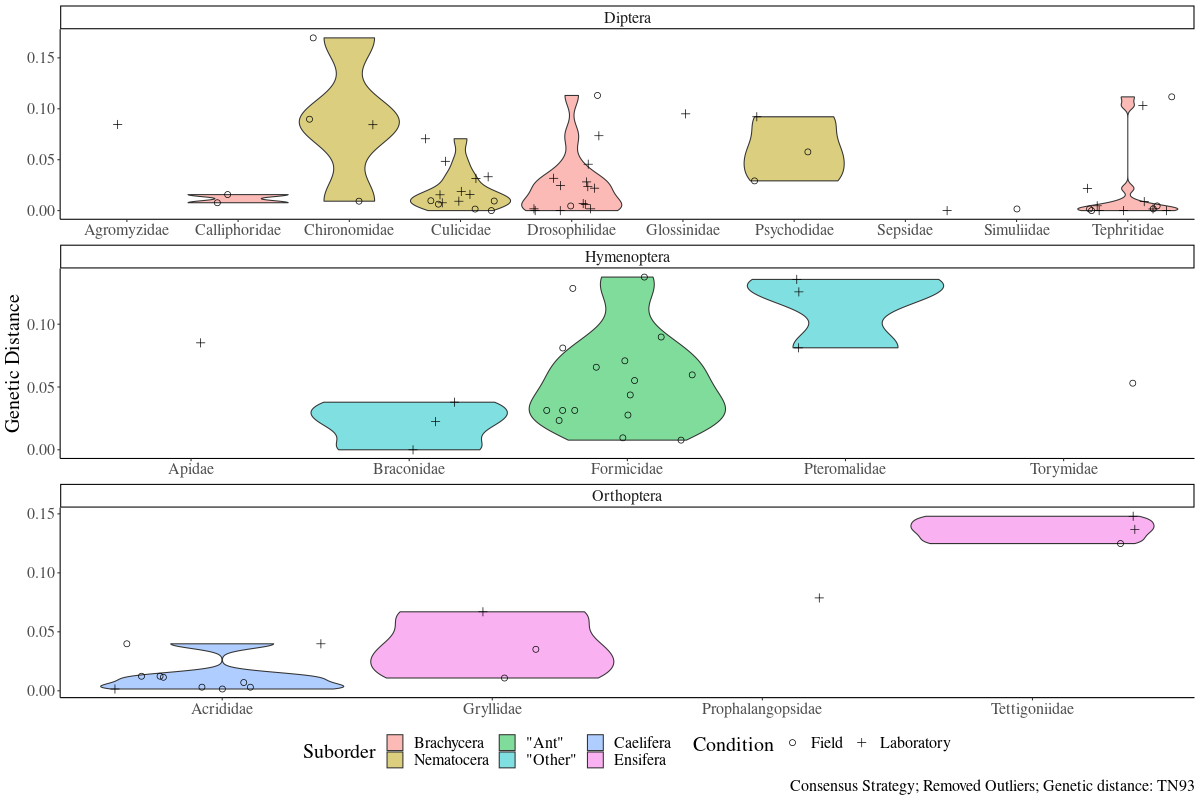 Diptera
0.15
0.10
0.05
0.00
Agromyzidae Calliphoridae Chironomidae Culicidae Drosophilidae Glossinidae Psychodidae Sepsidae Simuliidae Tephritidae
Hymenoptera
0.10
0.05
0.00
Apidae Braconidae Formicidae Pteromalidae Torymidae
Genetic Distance
Orthoptera
0.15
0.10
0.05
0.00
Acrididae Gryllidae Prophalangopsidae Tettigoniidae
Suborder Brachycera "Ant" Caelifera Condition Field Laboratory
Nematocera "Other" Ensifera
Consensus Strategy; Removed Outliers; Genetic distance: TN93